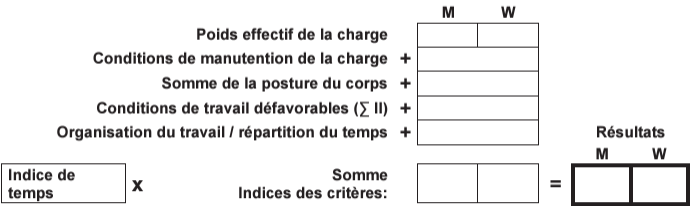 M W
Poids effectif de la charge
Conditions de manutention de la charge +
Somme de la posture du corps +
Conditions de travail défavorables (∑ II) +
Organisation du travail / répartition du temps +
Résultats
M W
Indice de
temps
x
Somme
Indices des critères:
=